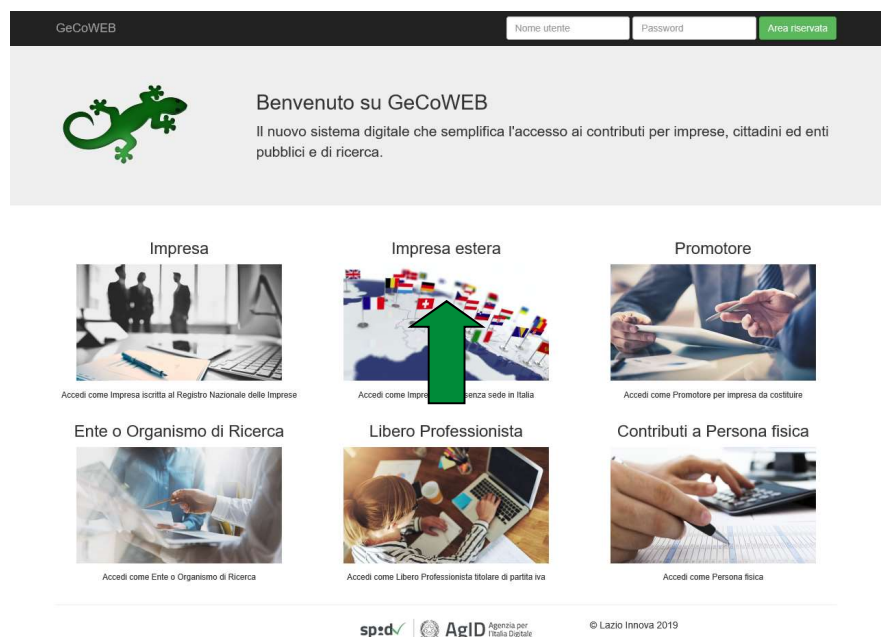 GeCoWEB
Nome utente
Password
Area riservata
Benvenuto su GeCoWEB
Il nuovo sistema digitale che semplifica l'accesso ai contributi per imprese, cittadini ed enti
pubblici e di ricerca.
Impresa
Impresa estera
Promotore
Accedi come Impresa iscritta al Registro Nazionale delle Imprese
Accedi come senza sede in Italia
Accedi come Promotore per impresa da costituire
Ente o Organismo di Ricerca
Libero Professionista
Contributi a Persona fisica
Accedi come Ente o Organismo di Ricerca
Accedi come Libero Professionista titolare di partita iva
Accedi come Persona fisica
spid
AgID
Agenzia per
l'Italia Digitale
© Lazio Innova 2019